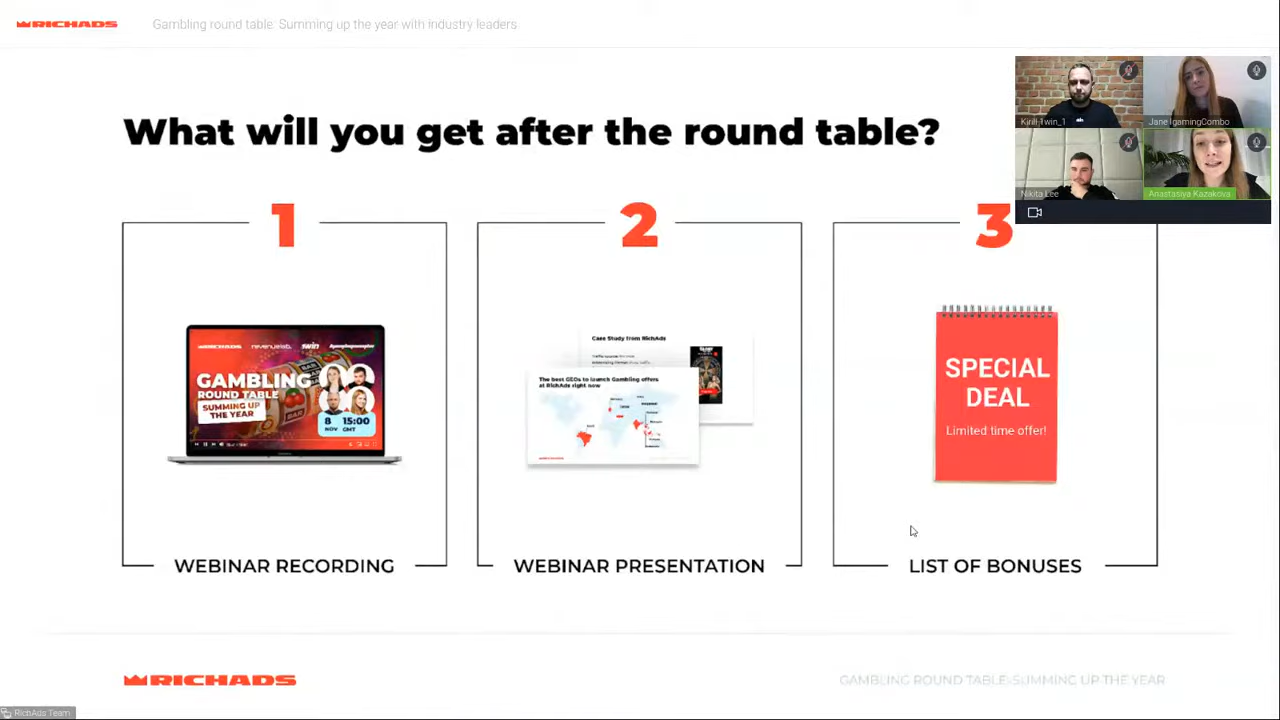 RICHADS
Gambling round table: Summing up the year with industry leaders
Kirill 1win_1
Jane IgamingCombo
Nikita Lee
Anastasiya Kazakova
What will you get after the round table?
1
2
3
RICHADS
revenuelab.
1win
GAMBLING
ROUND TABLE
SUMMING UP
THE YEAR
8
NOV
15:00
GMT
BAR
Case Study from RichAds
The best GEOs to launch Gambling offers
at RichAds right now
SPECIAL
DEAL
Limited time offer!
WEBINAR RECORDING
WEBINAR PRESENTATION
LIST OF BONUSES
RICHADS
GAMBLING ROUND TABLE: SUMMING UP THE YEAR
RichAds Team